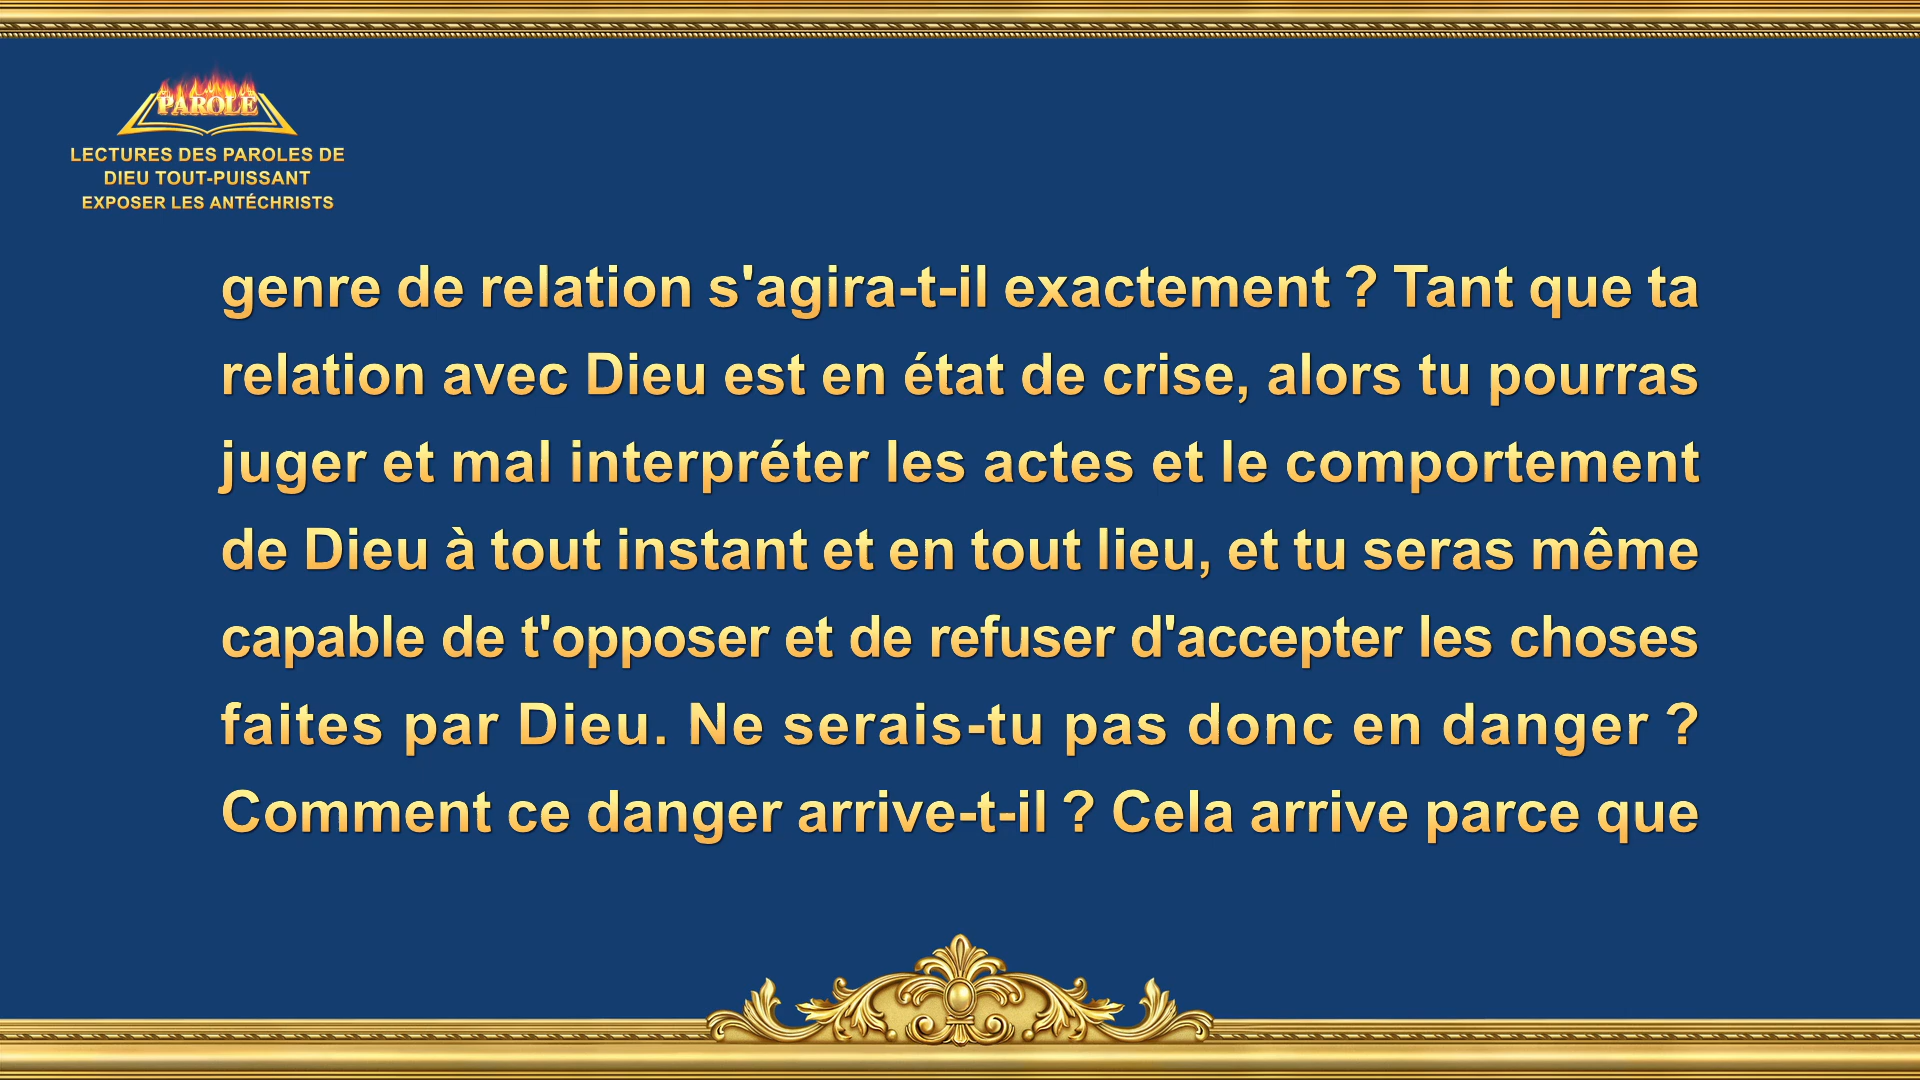 PAROLE
LECTURES DES PAROLES DE
DIEU TOUT-PUISSANT
EXPOSER LES ANTÉCHRISTS
genre de relation s'agira-t-il exactement ? Tant que ta
relation avec Dieu est en état de crise, alors tu pourras
juger et mal interpréter les actes et le comportement
de Dieu à tout instant et en tout lieu, et tu seras même
capable de t'opposer et de refuser d'accepter les choses
faites par Dieu. Ne serais-tu pas donc en danger ?
Comment ce danger arrive-t-il ? Cela arrive parce que